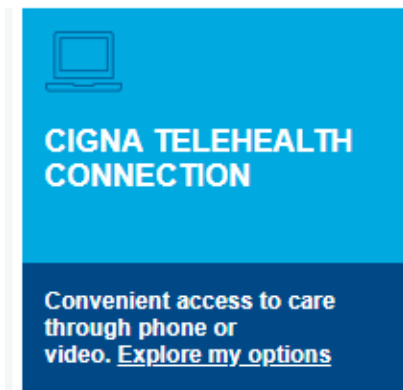 CIGNA TELEHEALTH
CONNECTION
Convenient access to care
through phone or
video. Explore my options